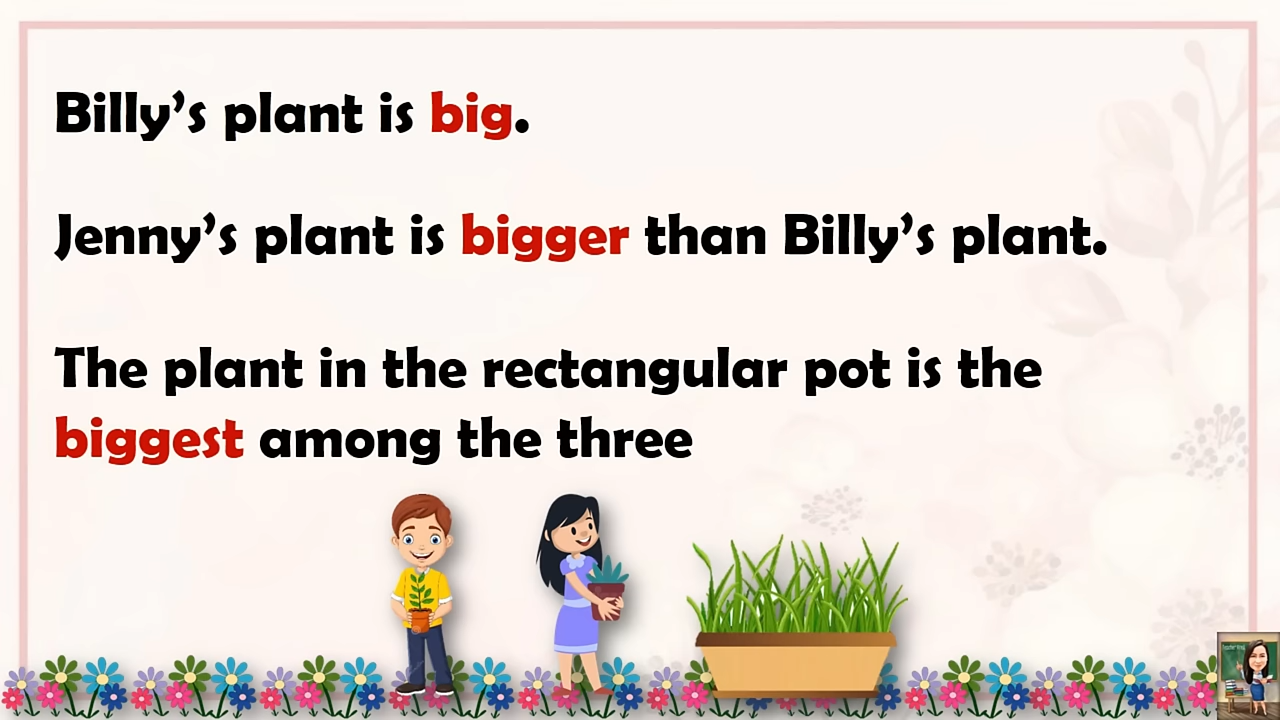 Billy’s plant is big.
Jenny’s plant is bigger than Billy’s plant.
The plant in the rectangular pot is the
biggest among the three